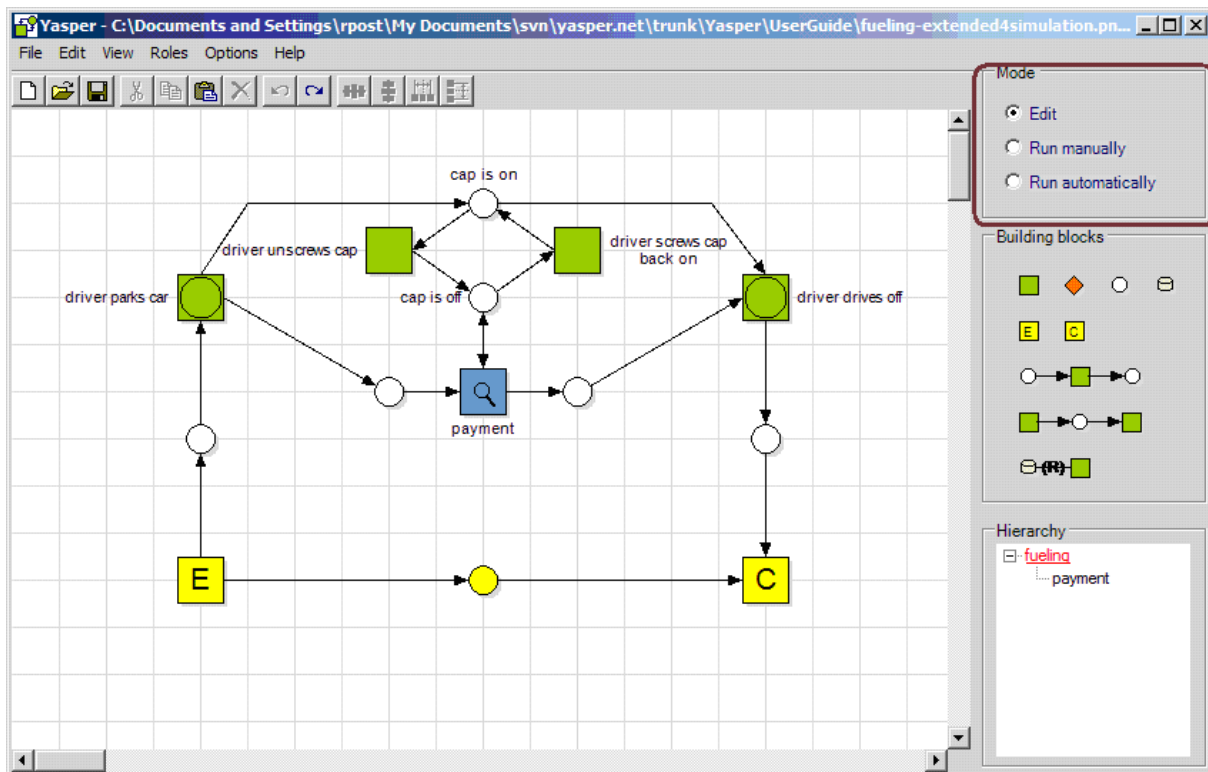 Yasper - C:\Documents and Settings\rpost\My Documents\svn\yasper.net\trunk\Yasper\UserGuide\fueling-extended4simulation.pn...
File Edit View Roles Options Help
Mode
Edit
Run manually
Run automatically
cap is on
driver unscrews cap
driver screws cap
back on
driver parks car
cap is off
driver drives off
payment
E
C
Building blocks
E C
(R)
Hierarchy
fueling
payment